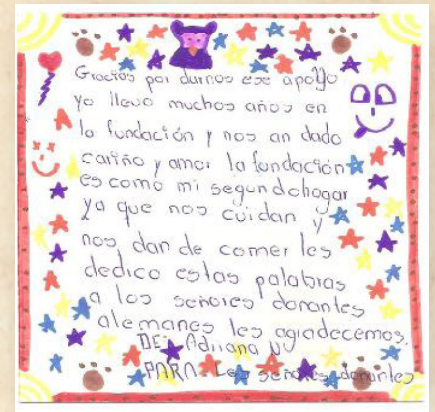 Gracias por darnos ese apollo
yo llevo muchos años en
la fundación y nos an dado
cariño y amor la fundación
es como mi segundo hogar
ya que nos cuidan y
nos dan de comer les
dedico estas palabras
a los señores donantes
alemanes les agradecemos.
DE: Adriana
PARA: Los señores donantes